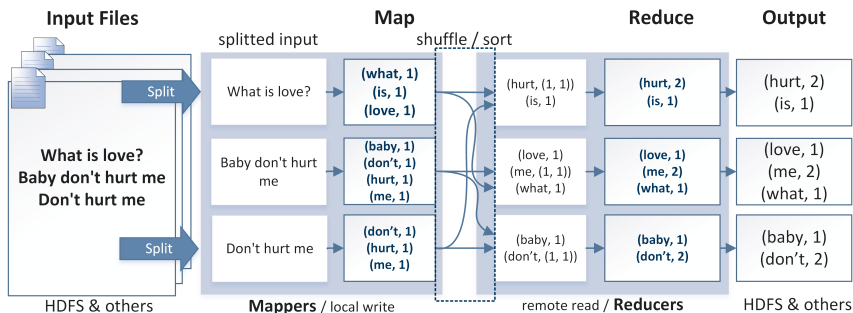 Input Files
Map
Reduce
Output
splitted input
shuffle / sort
What is love?
Baby don't hurt me
Don't hurt me
Split
Split
What is love?
(what, 1)
(is, 1)
(love, 1)
Baby don't hurt
me
(baby, 1)
(don't, 1)
(hurt, 1)
(me, 1)
Don't hurt me
(don't, 1)
(hurt, 1)
(me, 1)
(hurt, (1, 1))
(is, 1)
(hurt, 2)
(is, 1)
(hurt, 2)
(is, 1)
(love, 1)
(me, (1, 1))
(what, 1)
(love, 1)
(me, 2)
(what, 1)
(love, 1)
(me, 2)
(what, 1)
(baby, 1)
(don't, (1, 1))
(baby, 1)
(don't, 2)
(baby, 1)
(don't, 2)
HDFS & others
Mappers / local write
remote read / Reducers
HDFS & others